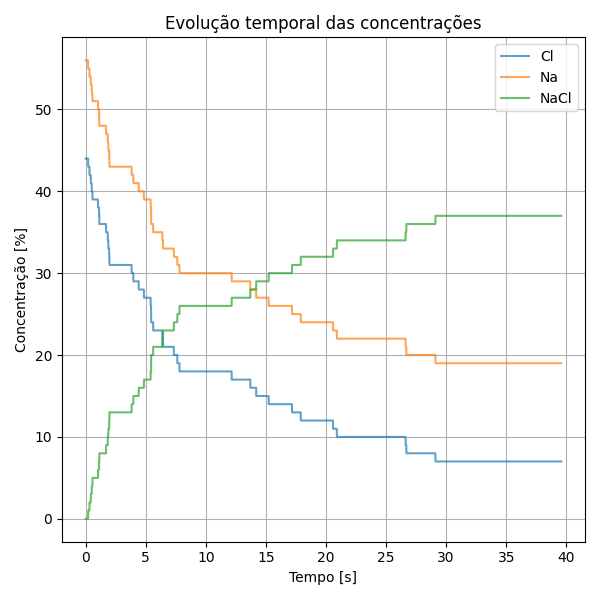 Evolução temporal das concentrações
Cl
Na
NaCl
Concentração [%]
50
40
30
20
10
0
0 5 10 15 20 25 30 35 40
Tempo [s]